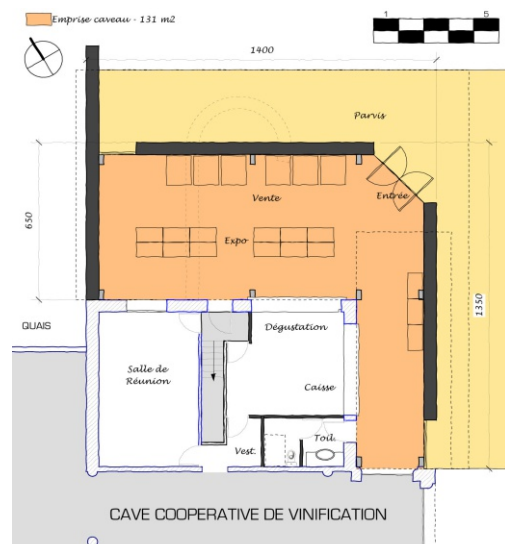 Emprise caveau - 131 m2
1 5
1400
Parvis
Entrée
Vente
650
Expo
1350
QUAIS
Dégustation
Salle de
Réunion
Caisse
Toil.
Vest.
CAVE COOPERATIVE DE VINIFICATION